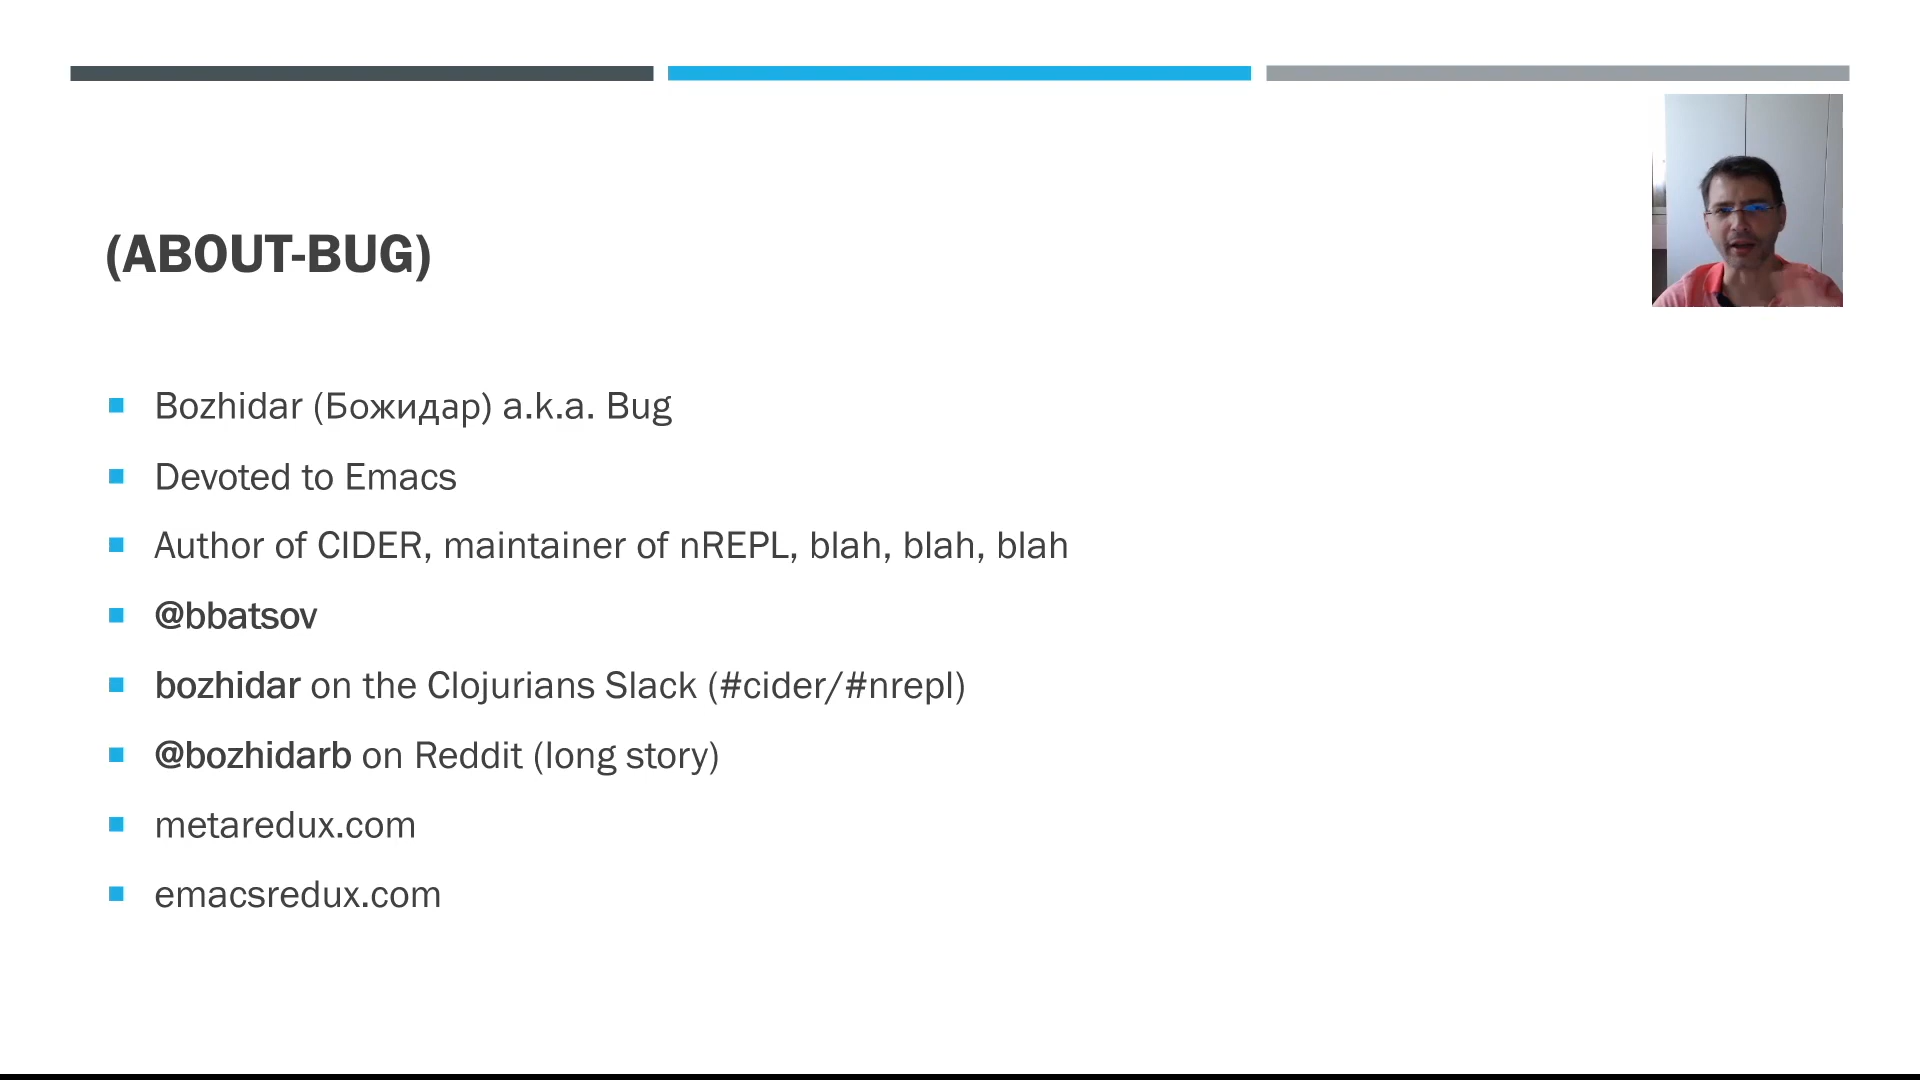 (ABOUT-BUG)
Bozhidar (Божидар) a.k.a. Bug
Devoted to Emacs
Author of CIDER, maintainer of nREPL, blah, blah, blah
@bbatsov
bozhidar on the Clojurians Slack (#cider/#nrepl)
@bozhidarb on Reddit (long story)
metaredux.com
emacsredux.com